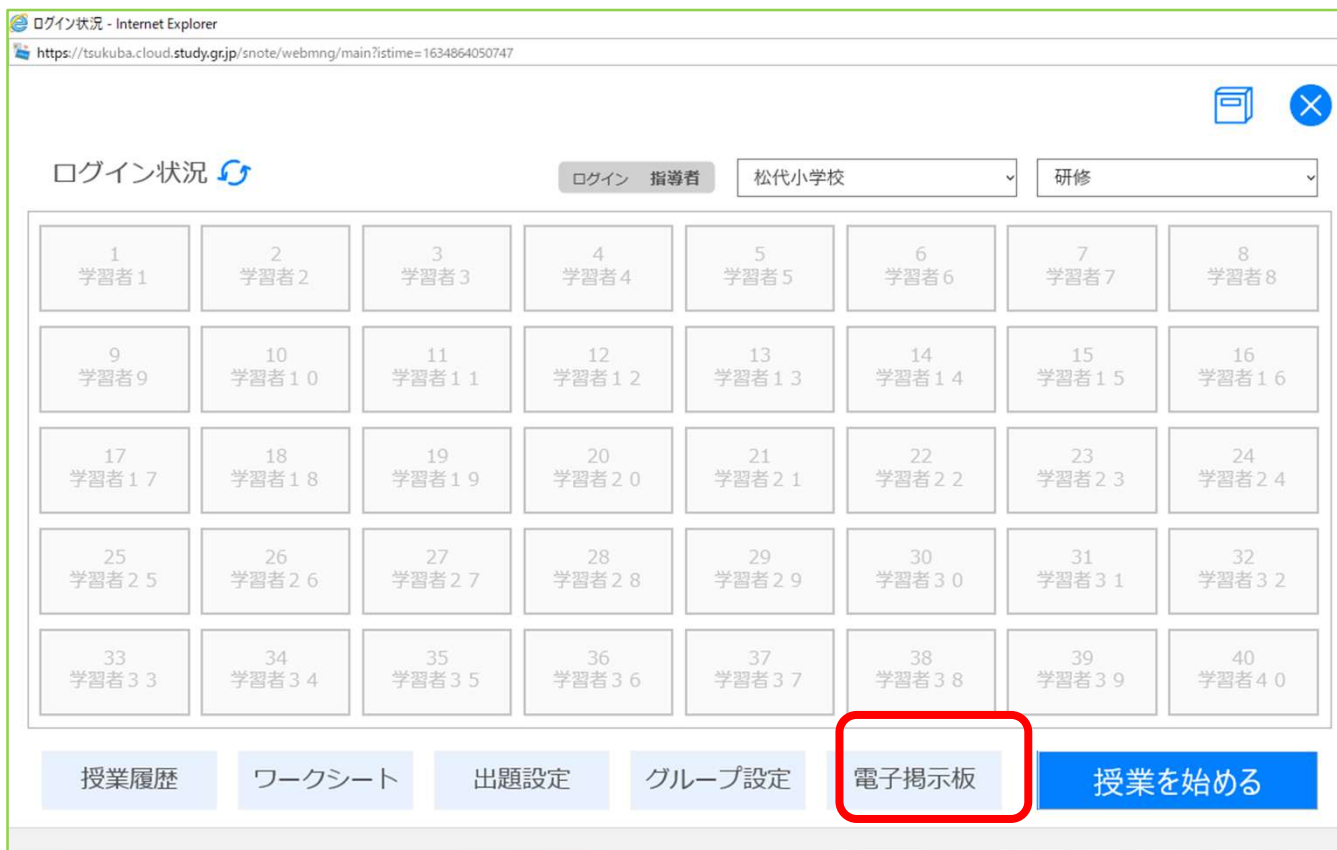 ログイン状況 - Internet Explorer
https://tsukuba.cloud.study.gr.jp/snote/webmng/main?istime=1634864050747
ログイン状況
ログイン 指導者
松代小学校
研修
1
学習者1
2
学習者2
3
学習者3
4
学習者4
5
学習者5
6
学習者6
7
学習者7
8
学習者8
9
学習者9
10
学習者１０
11
学習者１１
12
学習者１２
13
学習者１３
14
学習者１４
15
学習者１５
16
学習者１６
17
学習者１７
18
学習者１８
19
学習者１９
20
学習者２０
21
学習者２１
22
学習者２２
23
学習者２３
24
学習者２４
25
学習者２５
26
学習者２６
27
学習者２７
28
学習者２８
29
学習者２９
30
学習者３０
31
学習者３１
32
学習者３２
33
学習者３３
34
学習者３４
35
学習者３５
36
学習者３６
37
学習者３７
38
学習者３８
39
学習者３９
40
学習者４０
授業履歴
ワークシート
出題設定
グループ設定
電子掲示板
授業を始める